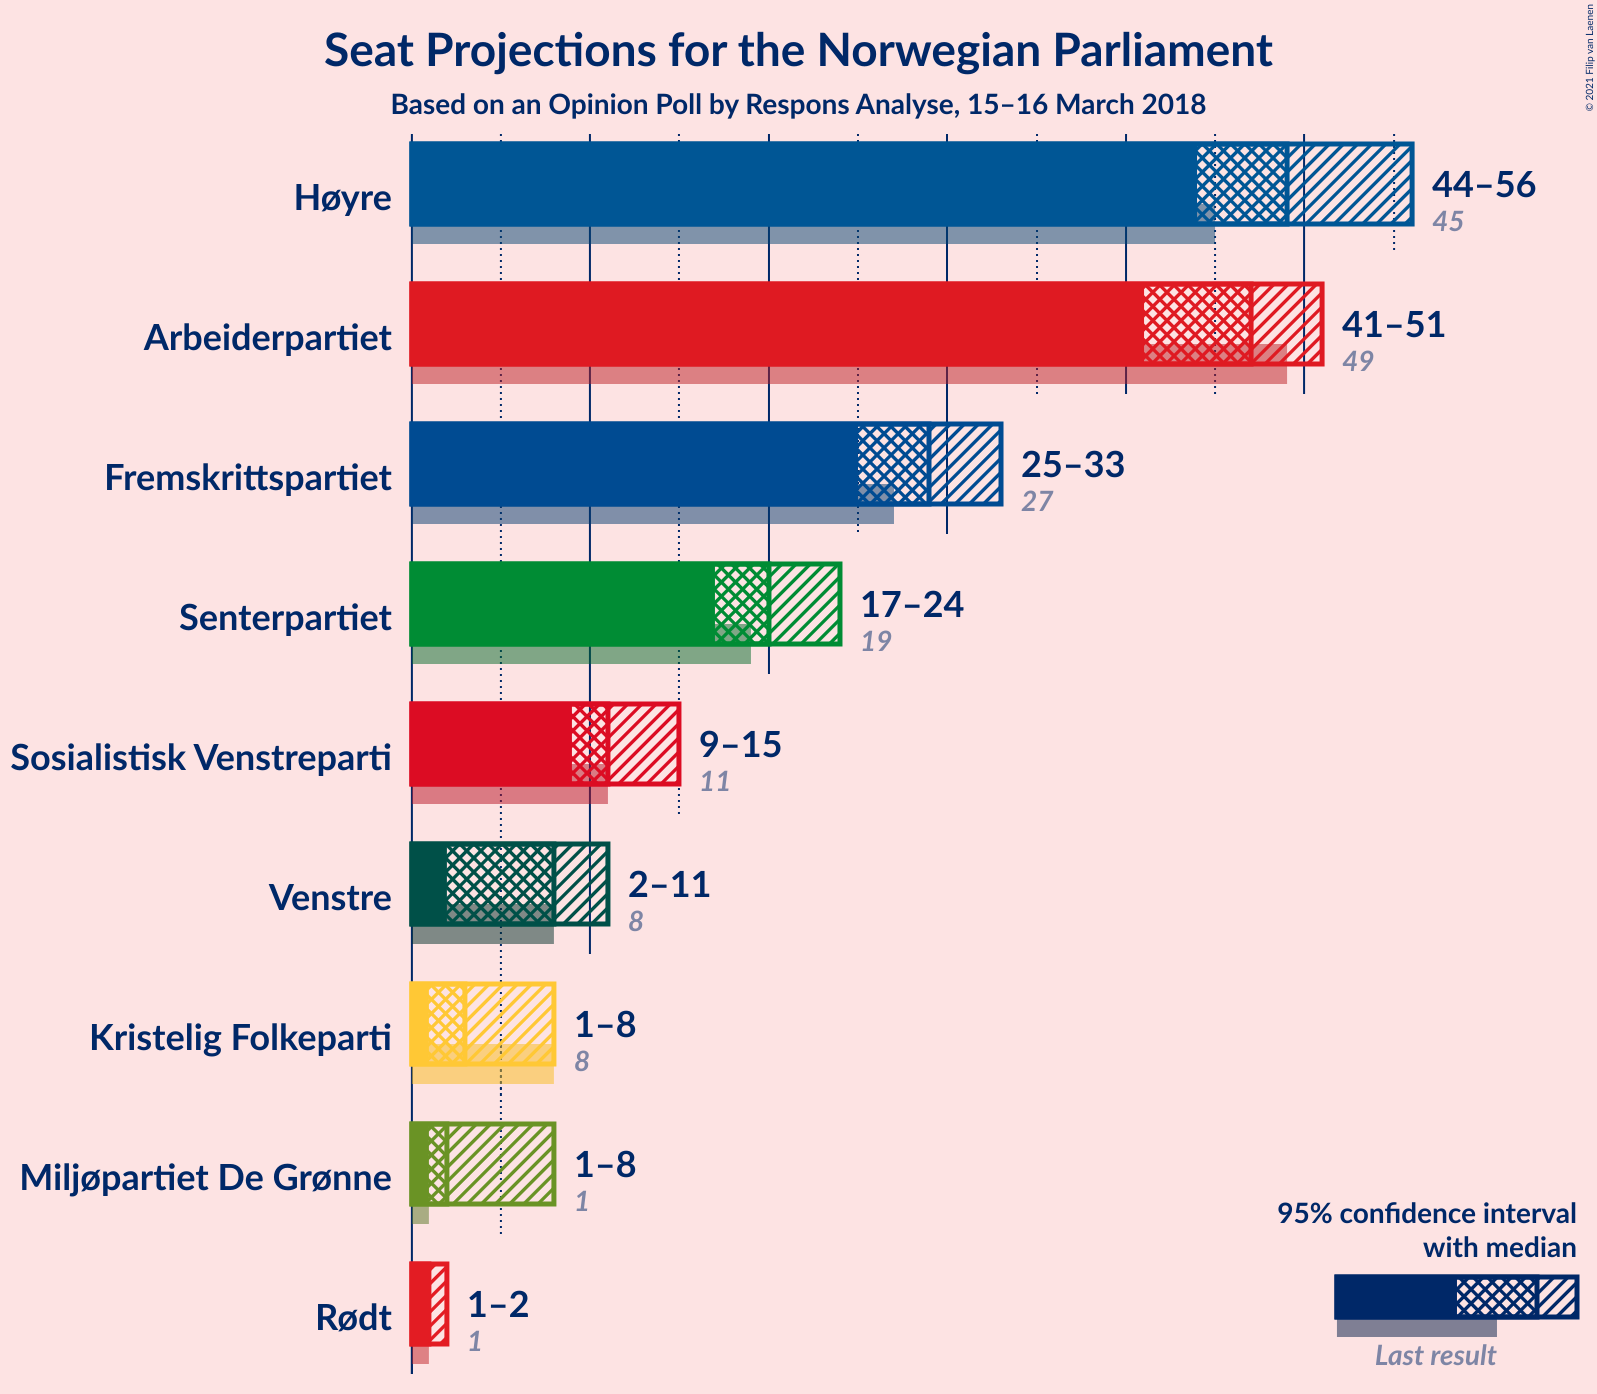 Seat Projections for the Norwegian Parliament
Based on an Opinion Poll by Respons Analyse, 15–16 March 2018
© 2021 Filip van Laenen
Høyre
44–56
45
Arbeiderpartiet
41–51
49
Fremskrittspartiet
25–33
27
Senterpartiet
17–24
19
Sosialistisk Venstreparti
9–15
11
Venstre
2–11
8
Kristelig Folkeparti
1–8
8
Miljøpartiet De Grønne
1–8
1
Rødt
1–2
1
95% confidence interval
with median
Last result